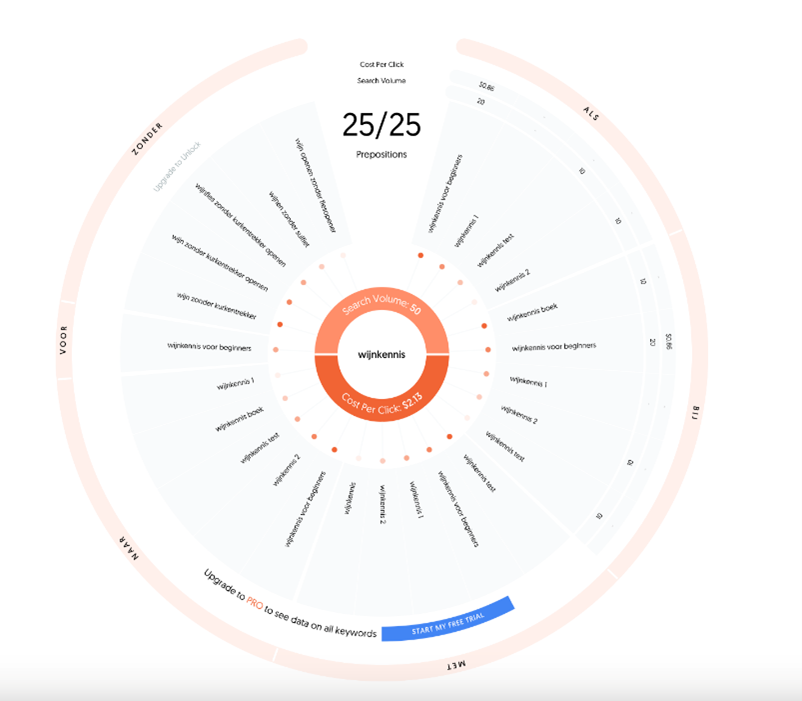 Cost Per Click
Search Volume
25/25
Prepositions
ALS
$0.86
20
10
10
wijnkennis voor beginners
wijnkennis 1
wijnkennis test
wijnkennis 2
BIJ
$0.86
10
20
10
10
wijnkennis boek
wijnkennis voor beginners
wijnkennis 1
wijnkennis 2
wijnkennis test
MET
wijnkennis test
wijnkennis voor beginners
wijnkennis 1
wijnkennis 2
wijnkennis
NAAR
wijnkennis voor beginners
wijnkennis 2
wijnkennis test
wijnkennis boek
wijnkennis 1
VOOR
wijnkennis voor beginners
ZONDER
Upgrade to Unlock
wijn zonder kurkentrekker
wijn zonder kurkentrekker openen
wijnfles zonder kurkentrekker openen
wijnen zonder sulfiet
wijn openen zonder flesopener
Search Volume: 50
wijnkennis
Cost Per Click: $2.13
Upgrade to PRO to see data on all keywords
START MY FREE TRIAL